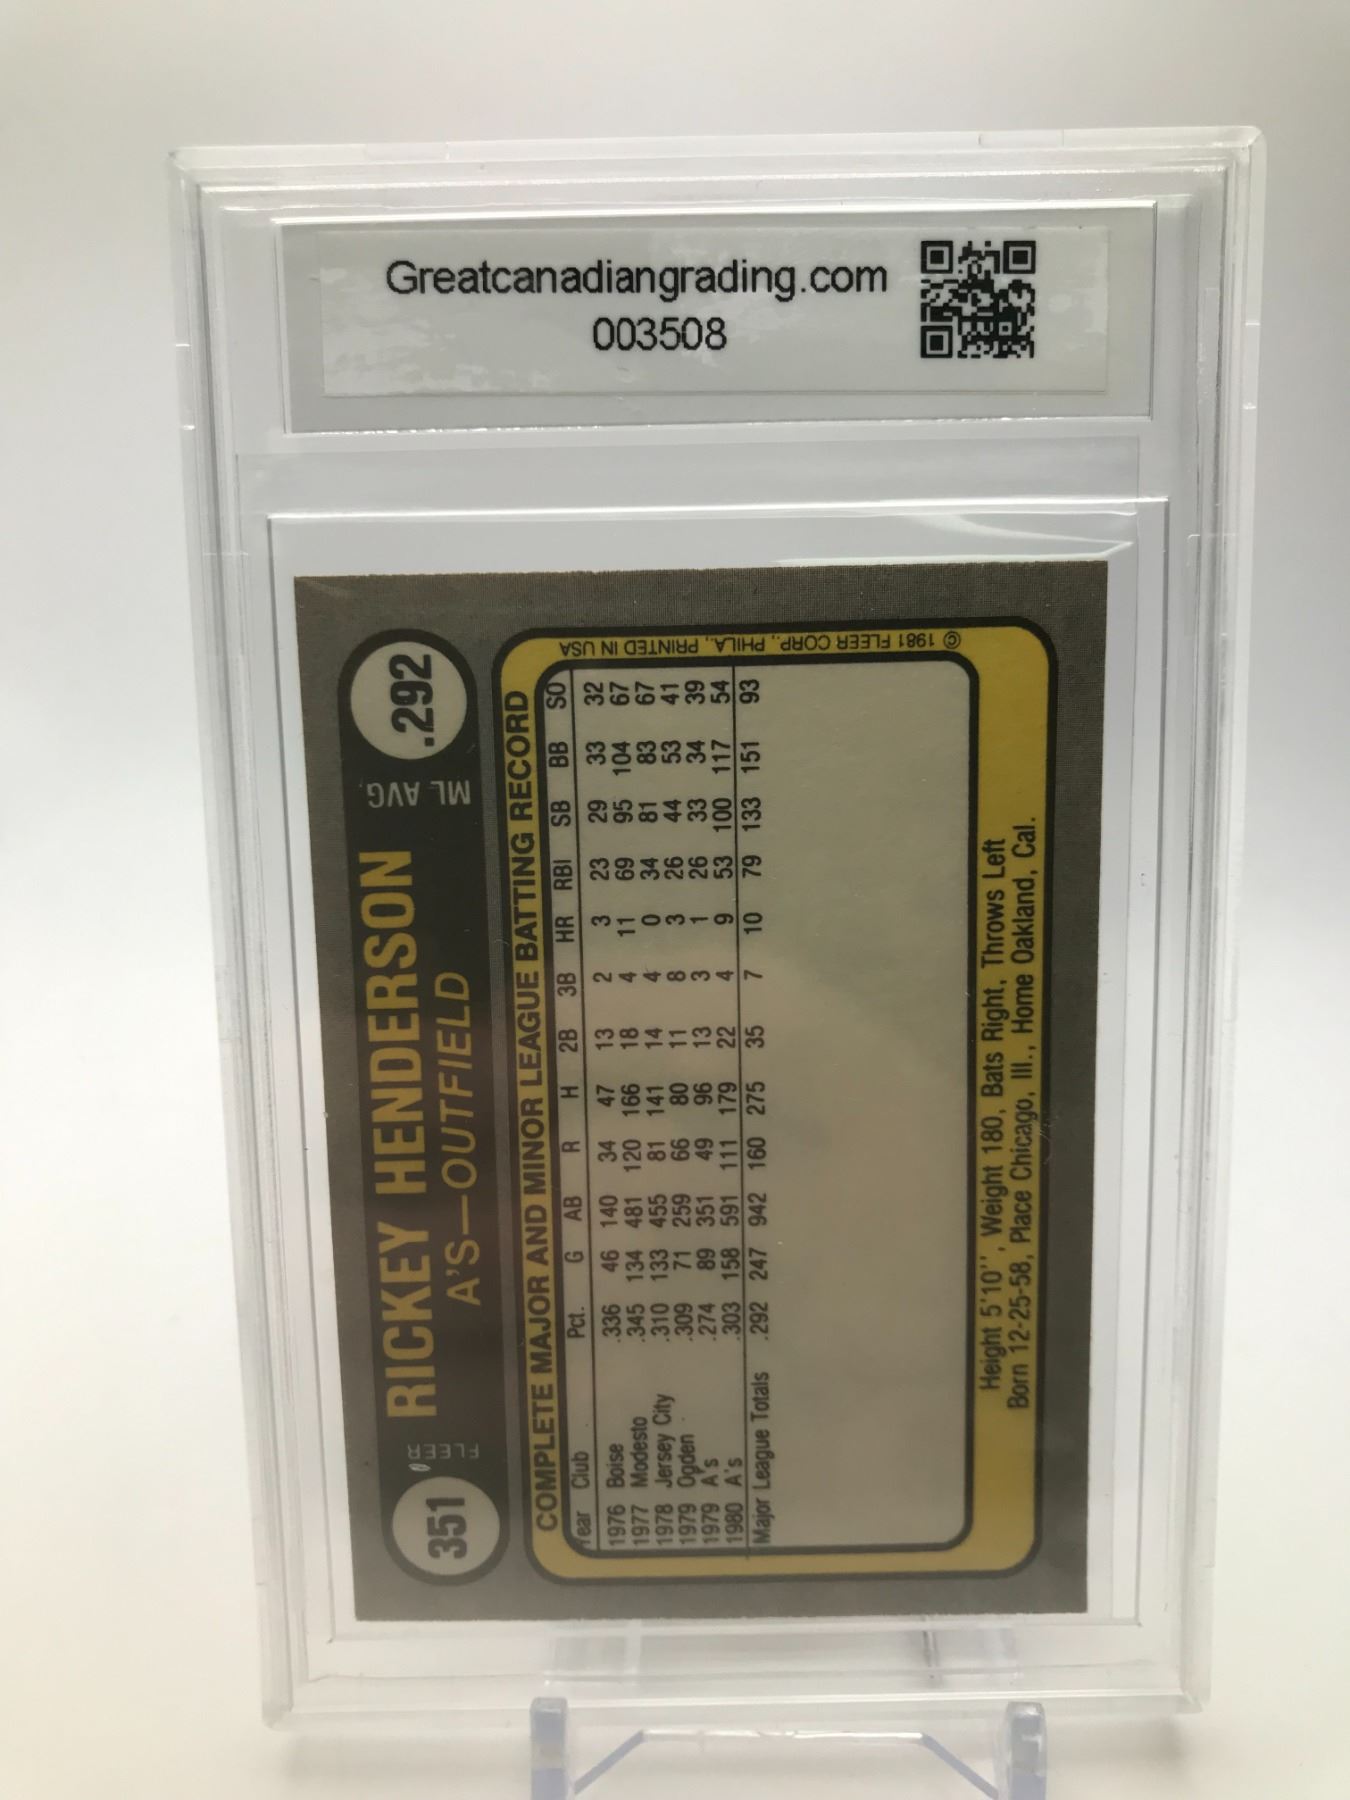 Greatcanadiangrading.com
003508
351 FLEER RICKEY HENDERSON ML AVG. .292
A'S—OUTFIELD
COMPLETE MAJOR AND MINOR LEAGUE BATTING RECORD
Year Club Pct. G AB R H 2B 3B HR RBI SB BB SO
1976 Boise .336 46 140 34 47 13 2 3 23 29 33 32
1977 Modesto .345 134 481 120 166 18 4 11 69 95 104 67
1978 Jersey City .310 133 455 81 141 14 4 0 34 81 83 67
1979 Ogden .309 71 259 66 80 11 8 3 26 44 53 41
1979 A's .274 89 351 49 96 13 3 1 26 33 34 39
1980 A's .303 158 591 111 179 22 4 9 53 100 117 54
Major League Totals .292 247 942 160 275 35 7 10 79 133 151 93
Height 5'10'', Weight 180, Bats Right, Throws Left
Born 12-25-58, Place Chicago, Ill., Home Oakland, Cal.
© 1981 FLEER CORP., PHILA., PRINTED IN USA